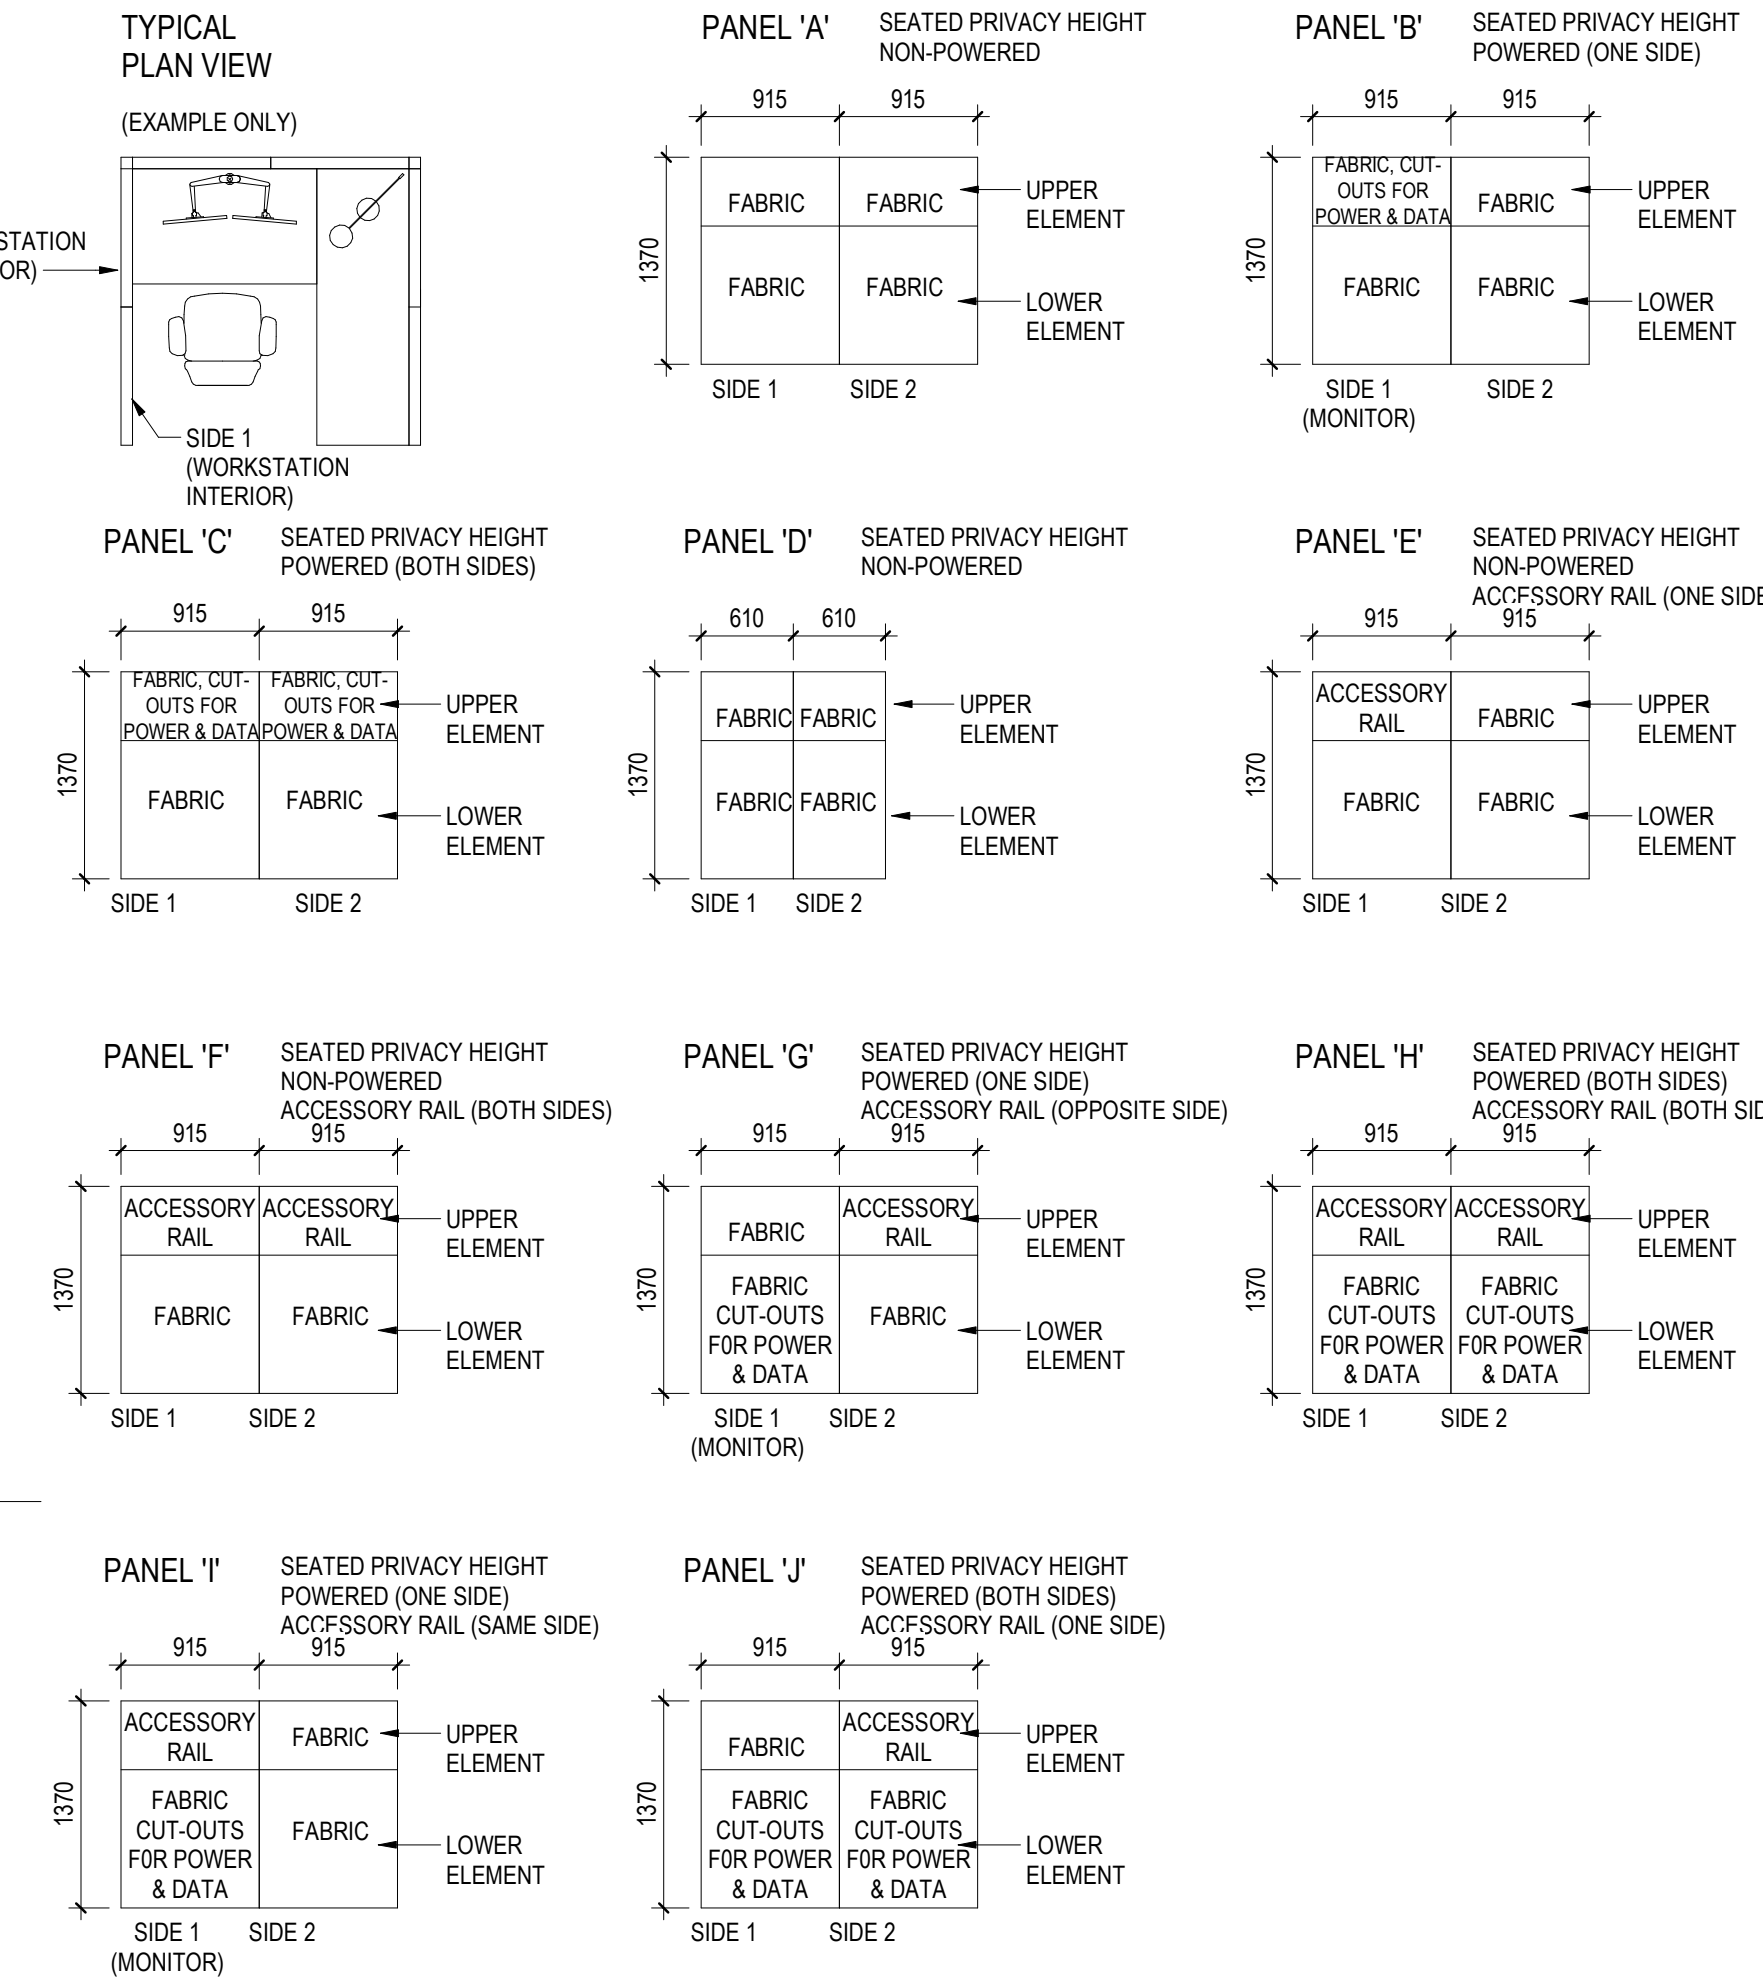 TYPICAL
PLAN VIEW
(EXAMPLE ONLY)
STATION
OR)
SIDE 1
(WORKSTATION
INTERIOR)
PANEL 'A'
SEATED PRIVACY HEIGHT
NON-POWERED
915 915
1370
FABRIC FABRIC
UPPER
ELEMENT
FABRIC FABRIC
LOWER
ELEMENT
SIDE 1 SIDE 2
PANEL 'B'
SEATED PRIVACY HEIGHT
POWERED (ONE SIDE)
915 915
1370
FABRIC, CUT-
OUTS FOR
POWER & DATA
FABRIC
UPPER
ELEMENT
FABRIC FABRIC
LOWER
ELEMENT
SIDE 1
(MONITOR)
SIDE 2
PANEL 'C'
SEATED PRIVACY HEIGHT
POWERED (BOTH SIDES)
915 915
1370
FABRIC, CUT-
OUTS FOR
POWER & DATA
FABRIC, CUT-
OUTS FOR
POWER & DATA
UPPER
ELEMENT
FABRIC FABRIC
LOWER
ELEMENT
SIDE 1 SIDE 2
PANEL 'D'
SEATED PRIVACY HEIGHT
NON-POWERED
610 610
1370
FABRIC FABRIC
UPPER
ELEMENT
FABRIC FABRIC
LOWER
ELEMENT
SIDE 1 SIDE 2
PANEL 'E'
SEATED PRIVACY HEIGHT
NON-POWERED
ACCESSORY RAIL (ONE SIDE
915 915
1370
ACCESSORY
RAIL
FABRIC
UPPER
ELEMENT
FABRIC FABRIC
LOWER
ELEMENT
SIDE 1 SIDE 2
PANEL 'F'
SEATED PRIVACY HEIGHT
NON-POWERED
ACCESSORY RAIL (BOTH SIDES)
915 915
1370
ACCESSORY
RAIL
ACCESSORY
RAIL
UPPER
ELEMENT
FABRIC FABRIC
LOWER
ELEMENT
SIDE 1 SIDE 2
PANEL 'G'
SEATED PRIVACY HEIGHT
POWERED (ONE SIDE)
ACCESSORY RAIL (OPPOSITE SIDE)
915 915
1370
FABRIC
ACCESSORY
RAIL
UPPER
ELEMENT
FABRIC
CUT-OUTS
F0R POWER
& DATA
FABRIC
LOWER
ELEMENT
SIDE 1
(MONITOR)
SIDE 2
PANEL 'H'
SEATED PRIVACY HEIGHT
POWERED (BOTH SIDES)
ACCESSORY RAIL (BOTH SID
915 915
1370
ACCESSORY
RAIL
ACCESSORY
RAIL
UPPER
ELEMENT
FABRIC
CUT-OUTS
F0R POWER
& DATA
FABRIC
CUT-OUTS
F0R POWER
& DATA
LOWER
ELEMENT
SIDE 1 SIDE 2
PANEL 'I'
SEATED PRIVACY HEIGHT
POWERED (ONE SIDE)
ACCESSORY RAIL (SAME SIDE)
915 915
1370
ACCESSORY
RAIL
FABRIC
UPPER
ELEMENT
FABRIC
CUT-OUTS
F0R POWER
& DATA
FABRIC
LOWER
ELEMENT
SIDE 1
(MONITOR)
SIDE 2
PANEL 'J'
SEATED PRIVACY HEIGHT
POWERED (BOTH SIDES)
ACCESSORY RAIL (ONE SIDE)
915 915
1370
FABRIC
ACCESSORY
RAIL
UPPER
ELEMENT
FABRIC
CUT-OUTS
F0R POWER
& DATA
FABRIC
CUT-OUTS
F0R POWER
& DATA
LOWER
ELEMENT
SIDE 1 SIDE 2